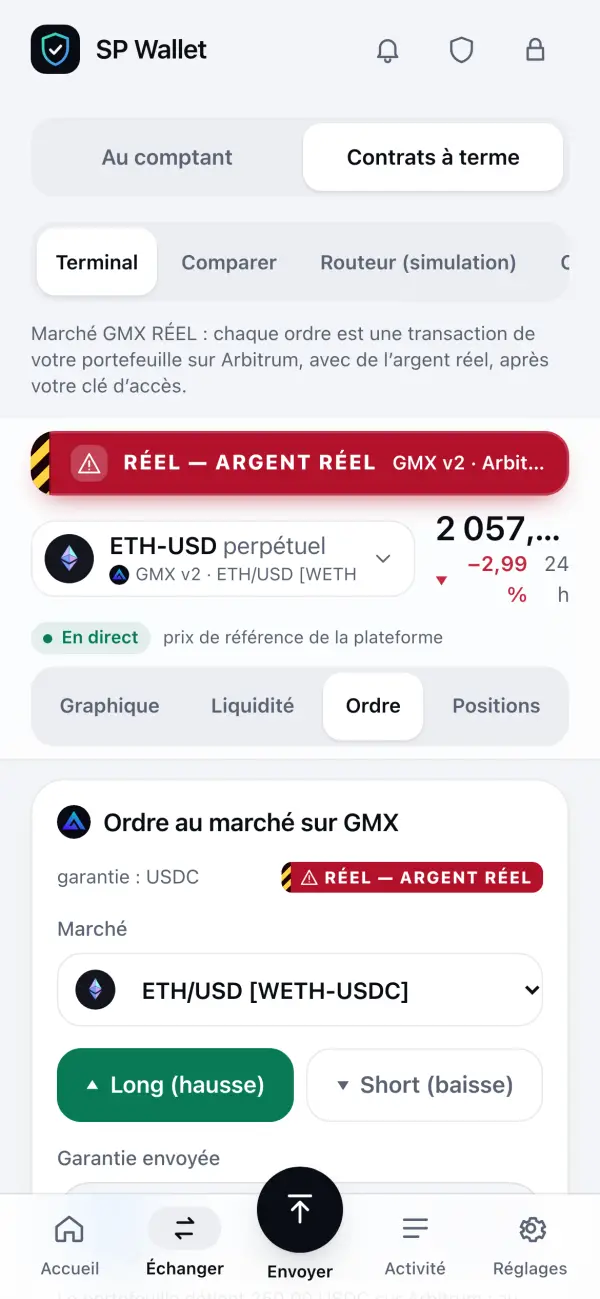 SP Wallet
Au comptant
Contrats à terme
Terminal
Comparer
Routeur (simulation)
Marché GMX RÉEL : chaque ordre est une transaction de
votre portefeuille sur Arbitrum, avec de l’argent réel, après
votre clé d’accès.
RÉEL — ARGENT RÉEL GMX v2 · Arbit...
ETH-USD perpétuel
GMX v2 · ETH/USD [WETH
2 057,...
▼ −2,99 % 24 h
En direct
prix de référence de la plateforme
Graphique
Liquidité
Ordre
Positions
Ordre au marché sur GMX
garantie : USDC
RÉEL — ARGENT RÉEL
Marché
ETH/USD [WETH-USDC]
▲ Long (hausse)
▼ Short (baisse)
Garantie envoyée
Accueil
Échanger
Envoyer
Activité
Réglages